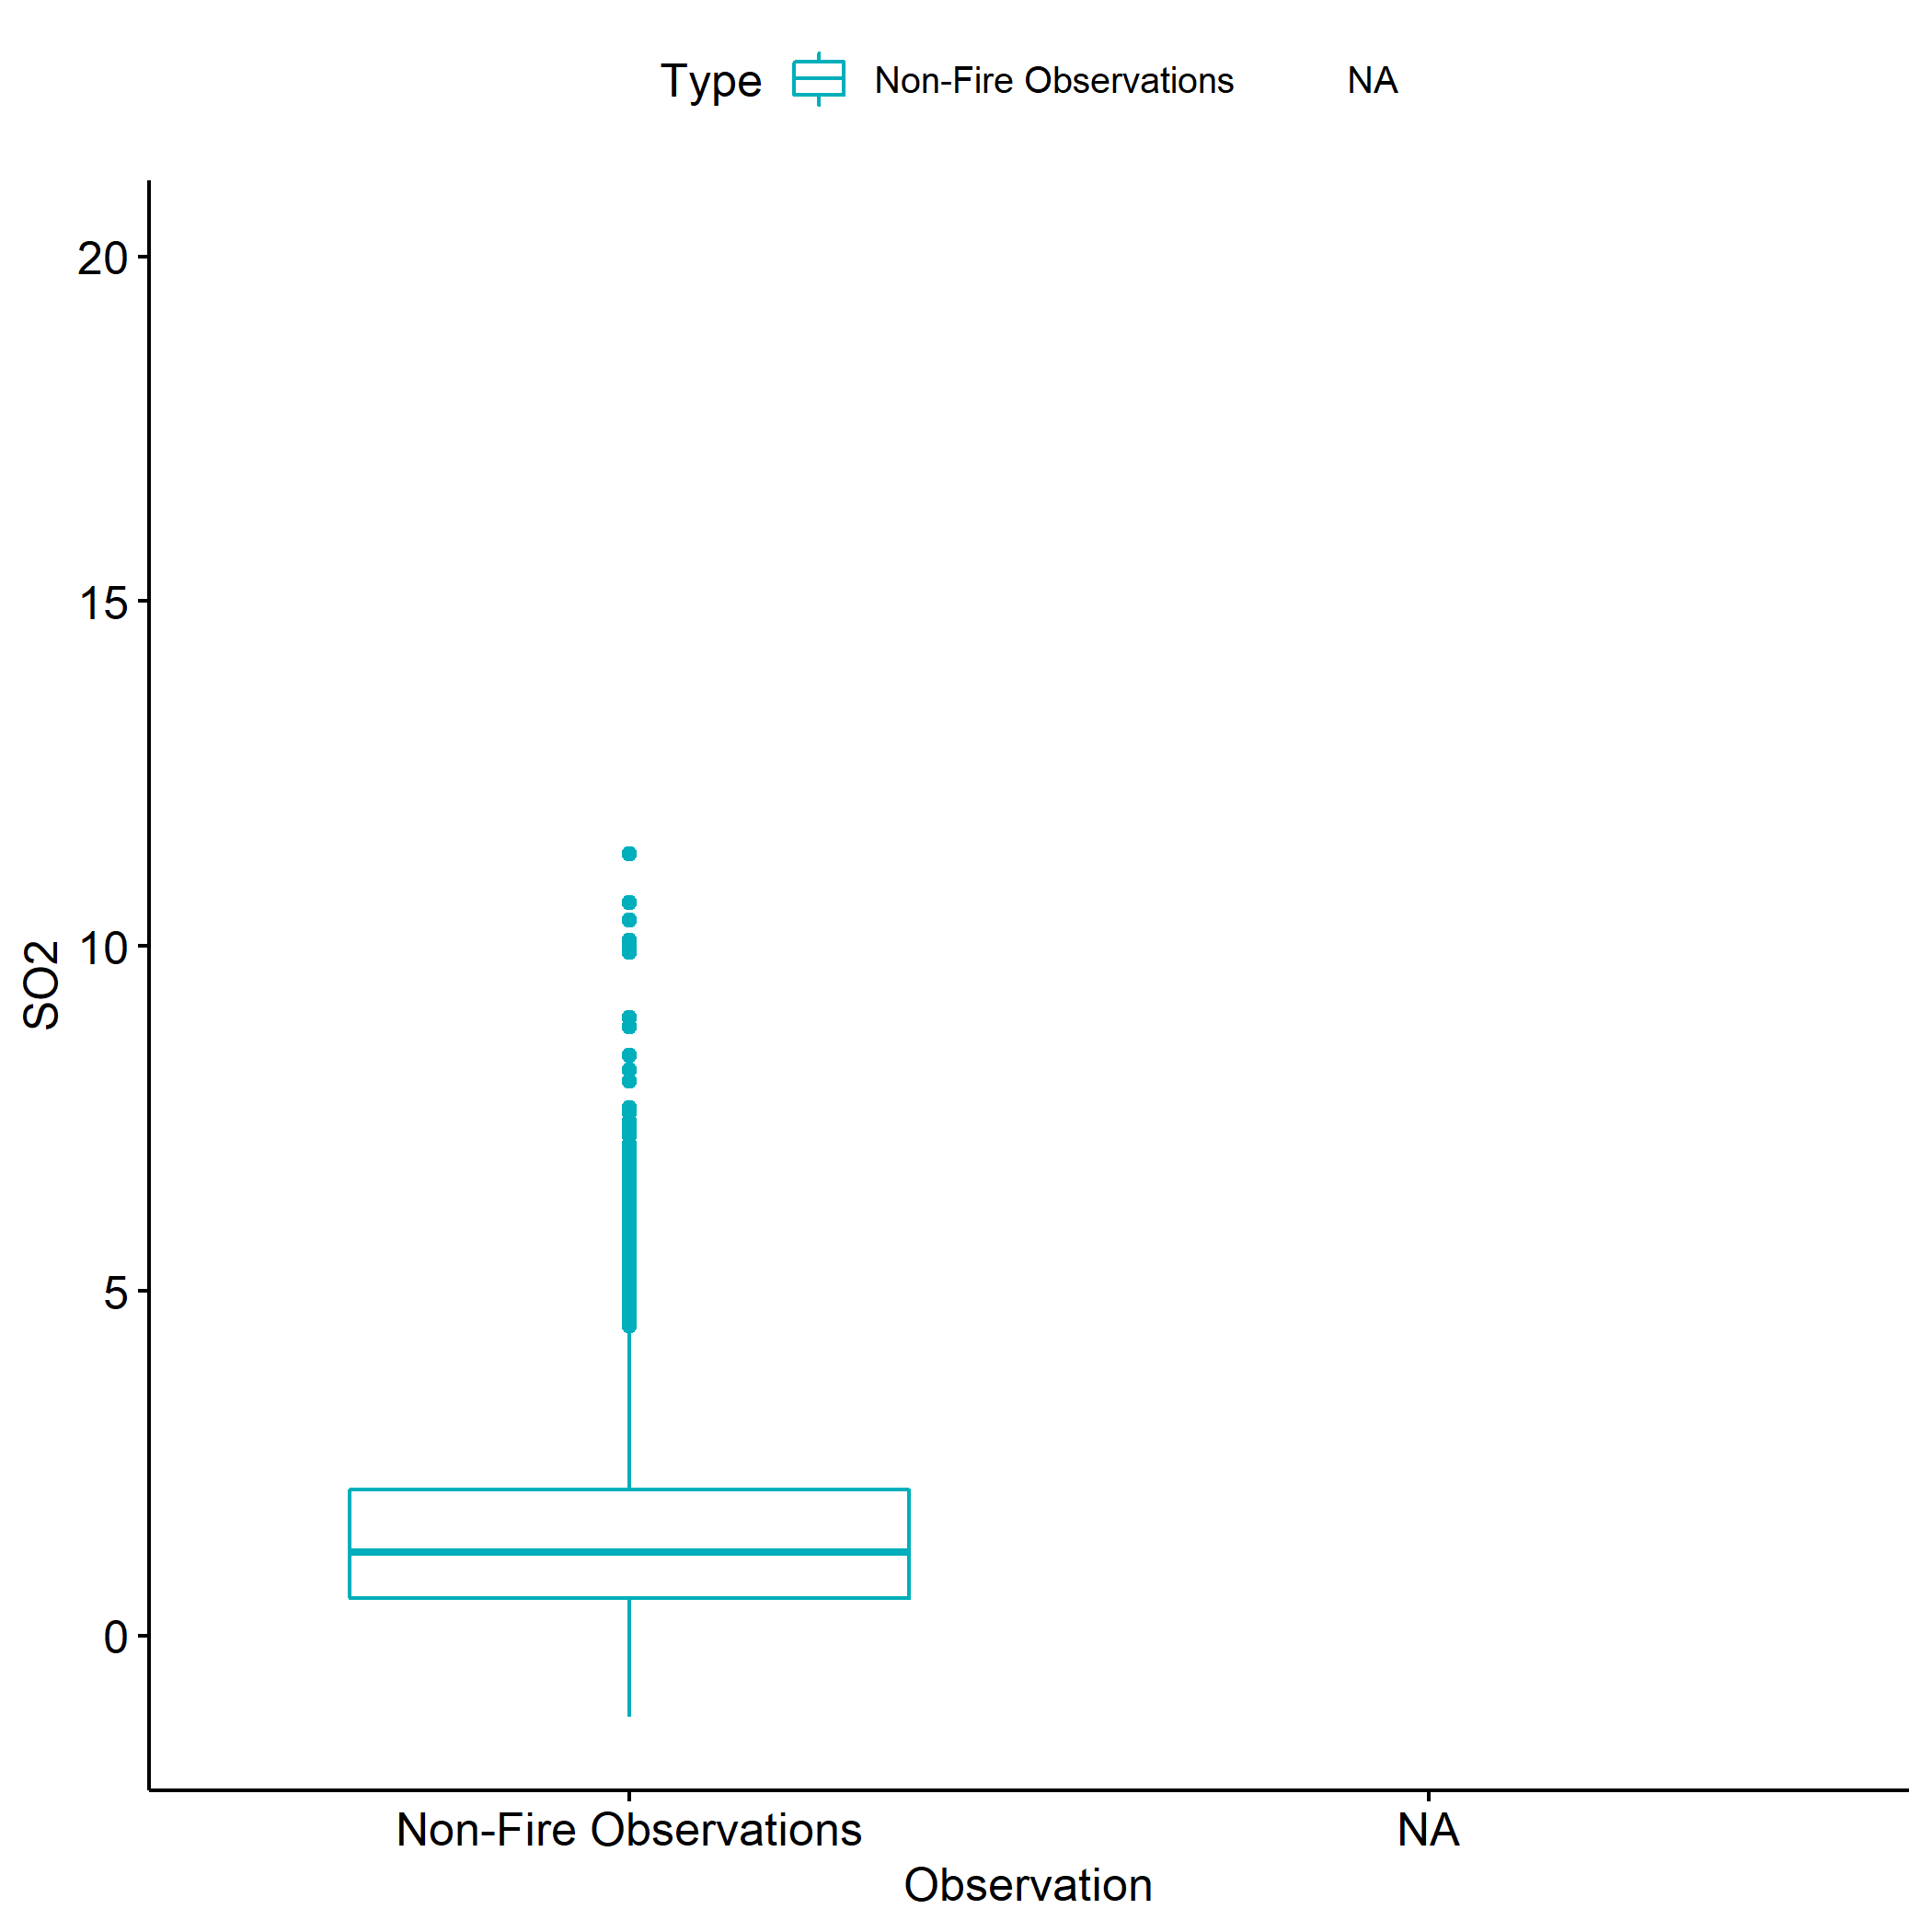 Type Non-Fire Observations NA
20
15
10
5
0
SO2
Non-Fire Observations NA
Observation